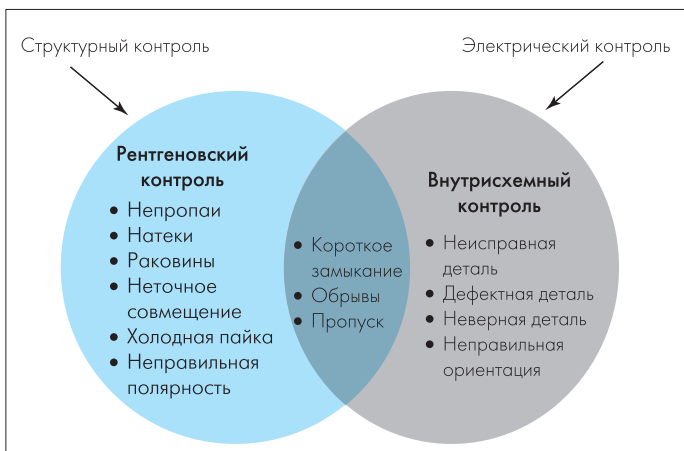 Структурный контроль
Электрический контроль
Рентгеновский
контроль
• Непропаи
• Натеки
• Раковины
• Неточное
совмещение
• Холодная пайка
• Неправильная
полярность
• Короткое
замыкание
• Обрывы
• Пропуск
Внутрисхемный
контроль
• Неисправная
деталь
• Дефектная деталь
• Неверная деталь
• Неправильная
ориентация